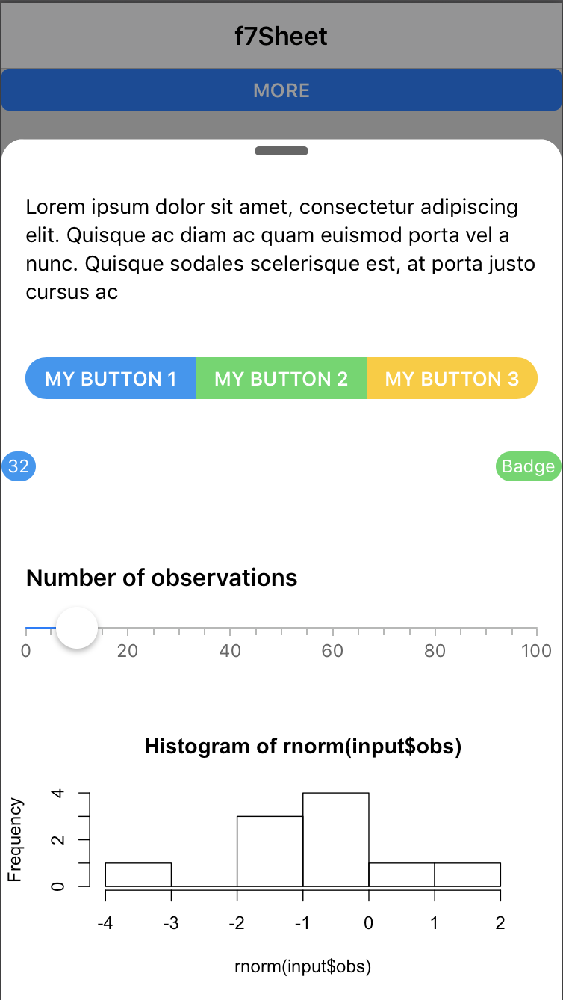 f7Sheet
MORE
Lorem ipsum dolor sit amet, consectetur adipiscing
elit. Quisque ac diam ac quam euismod porta vel a
nunc. Quisque sodales scelerisque est, at porta justo
cursus ac
MY BUTTON 1 MY BUTTON 2 MY BUTTON 3
32 Badge
Number of observations
0 20 40 60 80 100
Histogram of rnorm(input$obs)
Frequency
4
2
0
-4 -3 -2 -1 0 1 2
rnorm(input$obs)